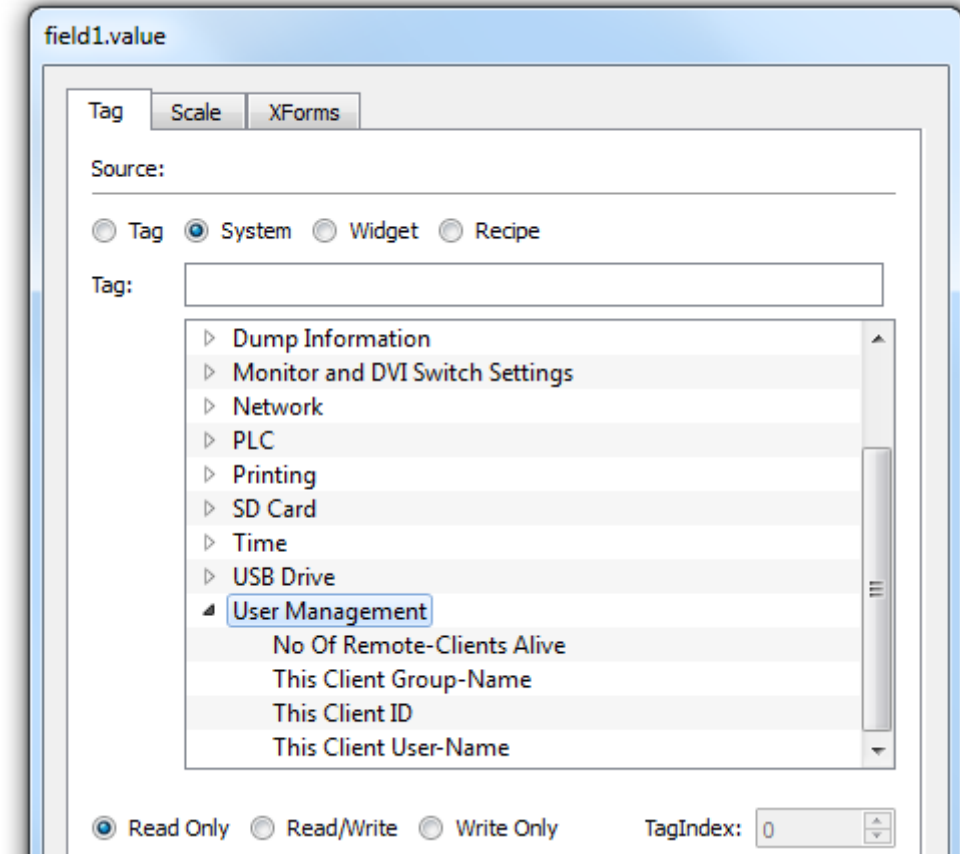 field1.value
Tag Scale XForms
Source:
Tag System Widget Recipe
Tag:
Dump Information
Monitor and DVI Switch Settings
Network
PLC
Printing
SD Card
Time
USB Drive
User Management
No Of Remote-Clients Alive
This Client Group-Name
This Client ID
This Client User-Name
Read Only Read/Write Write Only TagIndex: 0